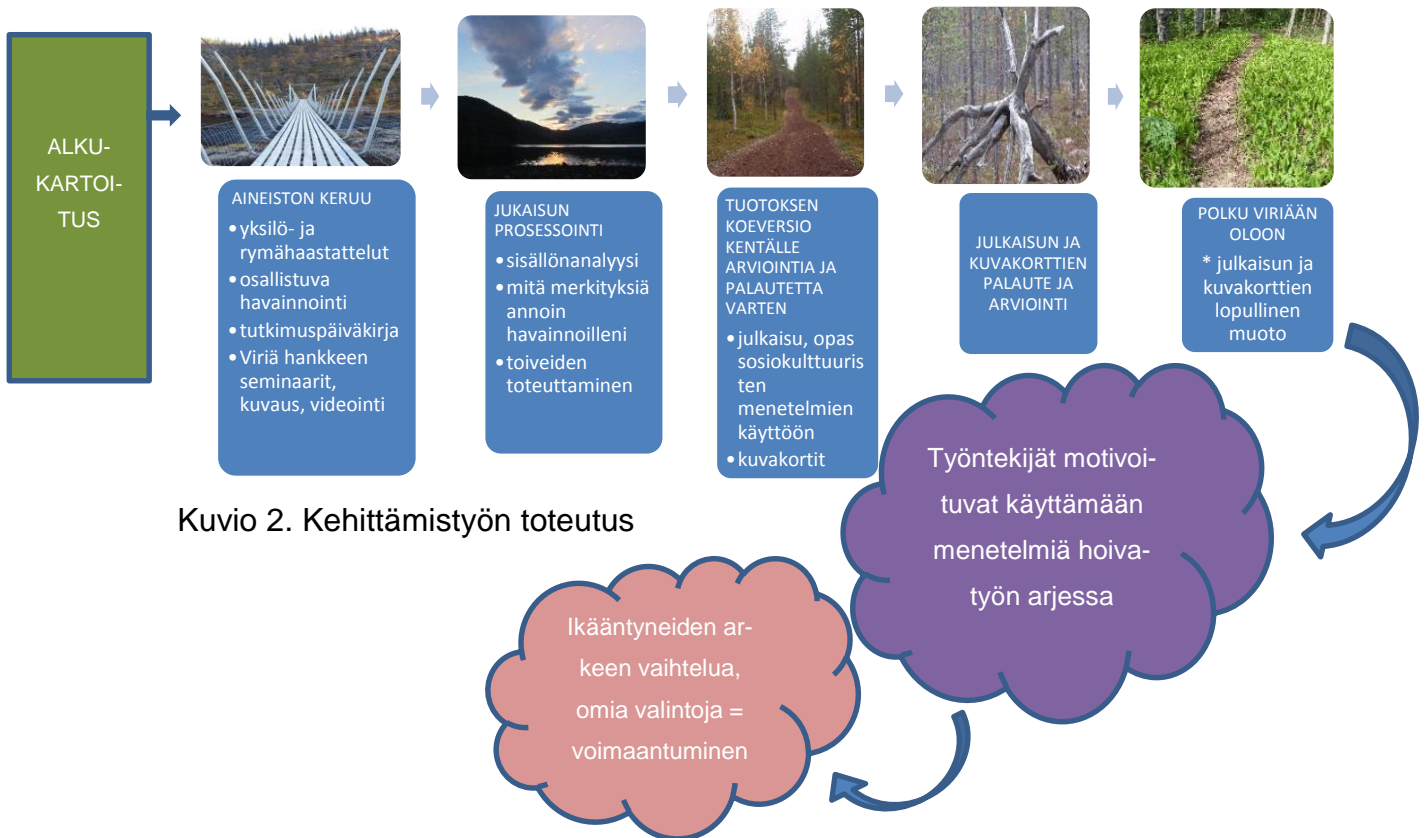 ALKU-
KARTOI-
TUS
AINEISTON KERUU
•yksilö- ja
rymähaastattelut
•osallistuva
havainnointi
•tutkimuspäiväkirja
•Viriä hankkeen
seminaarit,
kuvaus, videointi
JUKAISUN
PROSESSOINTI
•sisällönanalyysi
•mitä merkityksiä
annoin
havainnoilleni
•toiveiden
toteuttaminen
TUOTOKSEN
KOEVERSIO
KENTÄLLE
ARVIOINTIA JA
PALAUTETTA
VARTEN
•julkaisu, opas
sosiokulttuuris
ten
menetelmien
käyttöön
•kuvakortit
JULKAISUN JA
KUVAKORTTIEN
PALAUTE JA
ARVIOINTI
POLKU VIRIÄÄN
OLOON
* julkaisun ja
kuvakorttien
lopullinen
muoto
Kuvio 2. Kehittämistyön toteutus
Työntekijät motivoi-
tuvat käyttämään
menetelmiä hoiva-
työn arjessa
Ikääntyneiden ar-
keen vaihtelua,
omia valintoja =
voimaantuminen